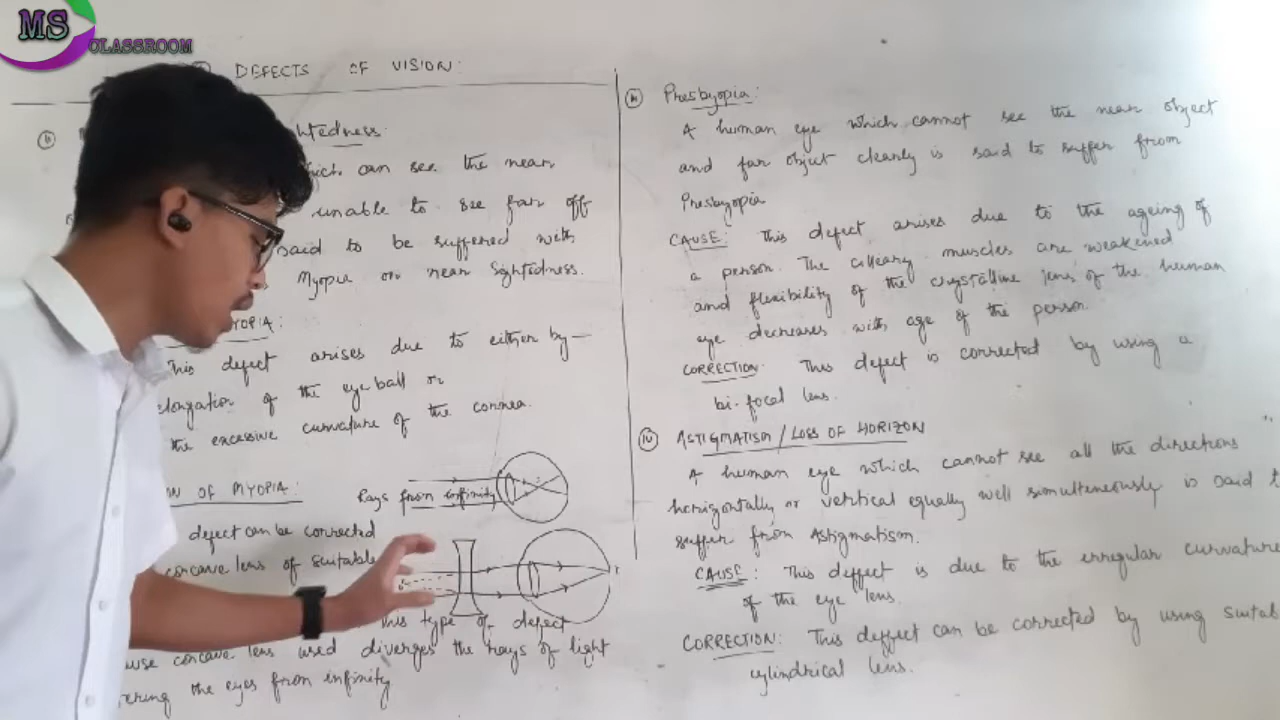 MS
CLASSROOM
DEFECTS OF VISION:
htedness:
can see the near
unable to see far off
said to be suffered with
Myopia or near sightedness.
YOPIA:
This defect arises due to either by-
elongation of the eye ball or
the excessive curvature of the cornea.
OF MYOPIA:
Rays from infinity
defect can be corrected
concave lens of suitable
This type of defect
concave lens used diverges the rays of light
tering the eyes from infinity
Presbyopia:
A human eye which cannot see the near object
and far object clearly is said to suffer from
Presbyopia
CAUSE: This defect arises due to the ageing of
a person. The cilleary muscles are weakened
and flexibility of the crystalline lens of the human
eye decreases with age of the person.
CORRECTION: This defect is corrected by using a
bi-focal lens.
iv ASTIGMATISM / LOSS OF HORIZON
A human eye which cannot see all the directions
horizontally or vertical equally well simultaneously is said t
suffer from Astigmatism.
CAUSE: This deffect is due to the irregular curvature
of the eye lens.
CORRECTION: This deffect can be corrected by using suitab
cylindrical lens.